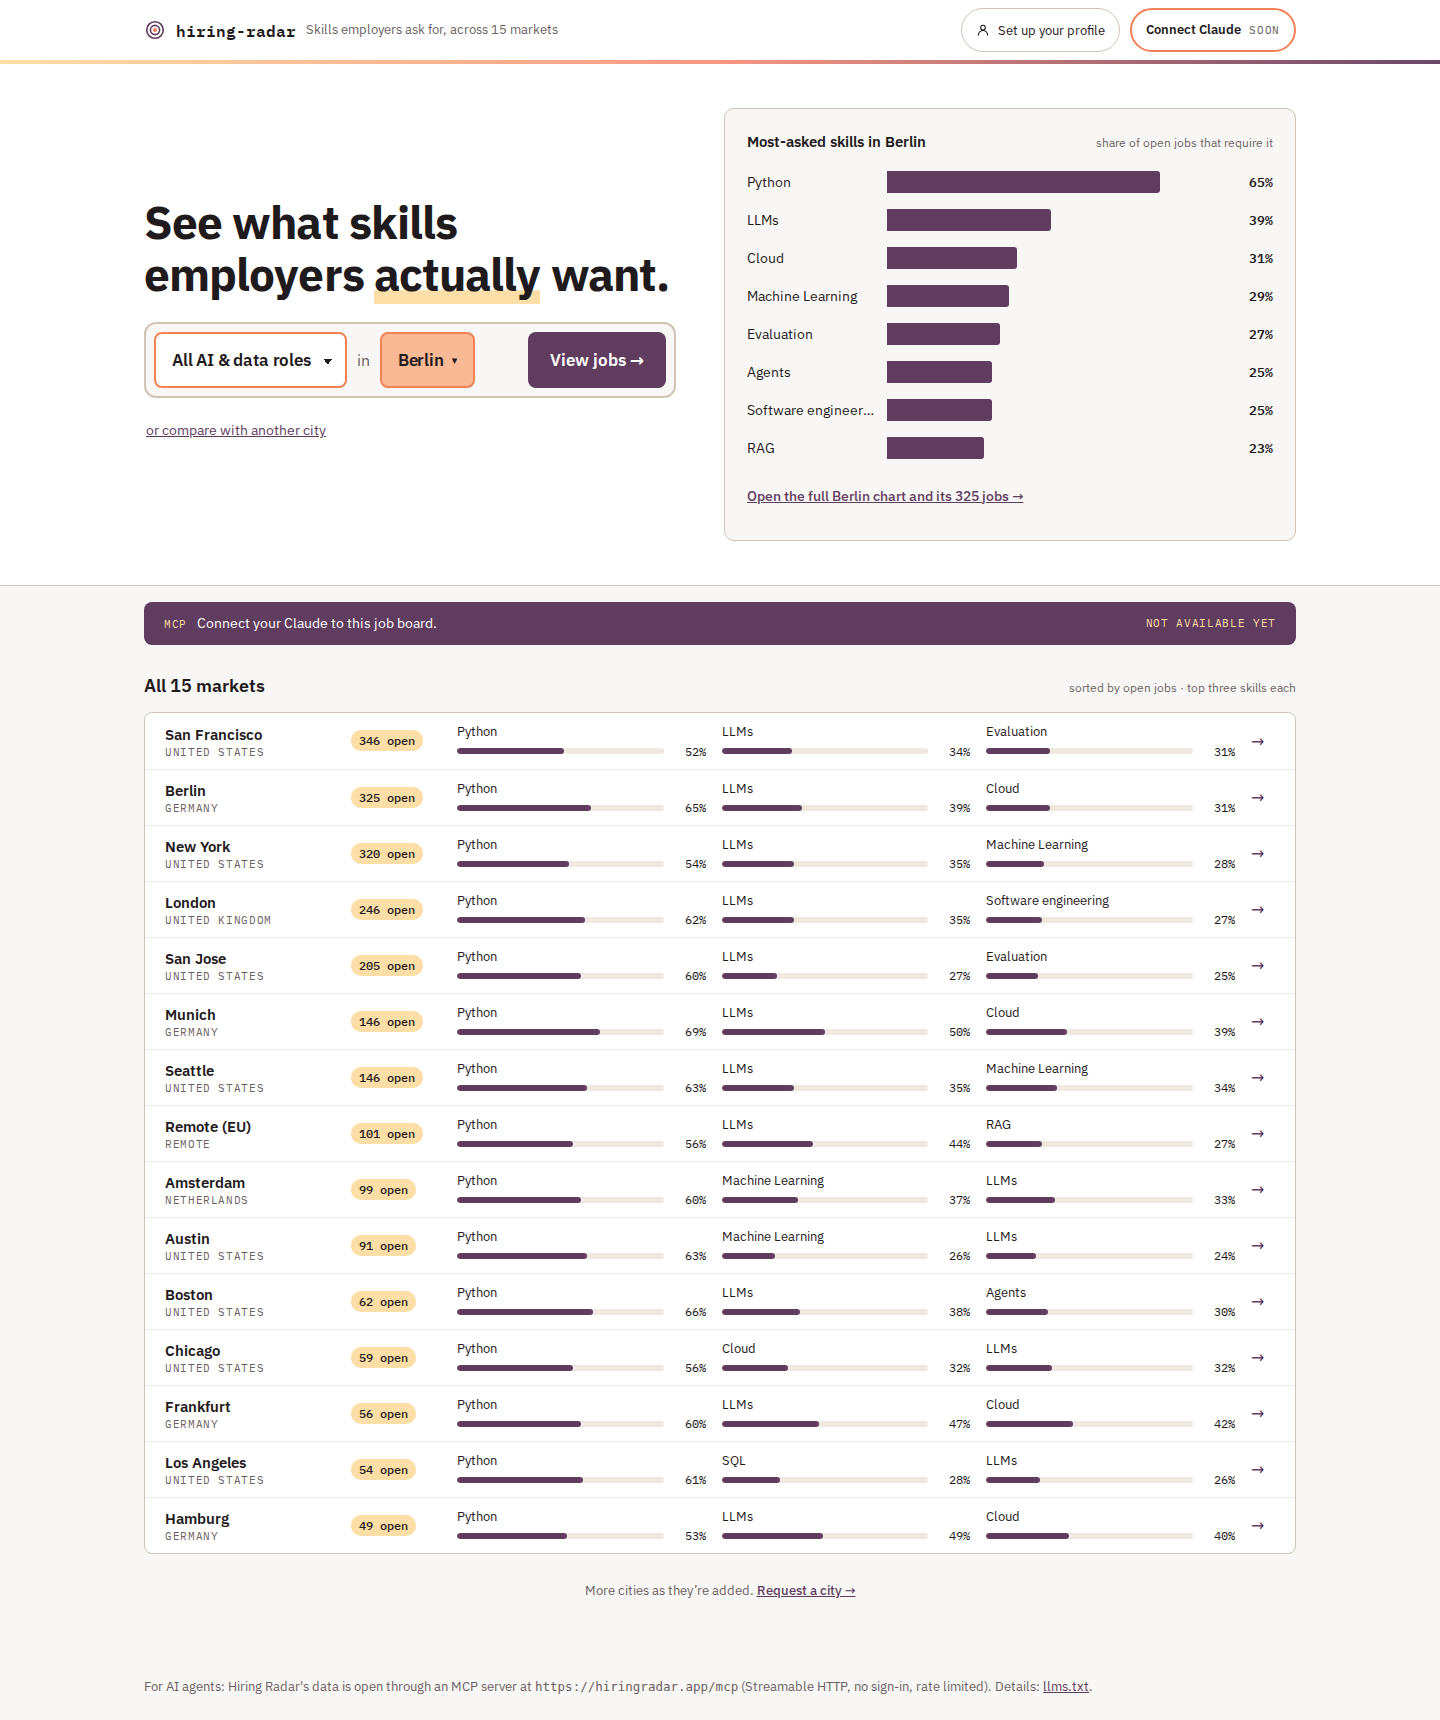 hiring-radar Skills employers ask for, across 15 markets
Set up your profile
Connect Claude SOON
See what skills
employers actually want.
All AI & data roles in Berlin View jobs →
or compare with another city
Most-asked skills in Berlin share of open jobs that require it
Python 65%
LLMs 39%
Cloud 31%
Machine Learning 29%
Evaluation 27%
Agents 25%
Software engineer... 25%
RAG 23%
Open the full Berlin chart and its 325 jobs →
MCP Connect your Claude to this job board. NOT AVAILABLE YET
All 15 markets sorted by open jobs · top three skills each
San Francisco UNITED STATES 346 open Python 52% LLMs 34% Evaluation 31% →
Berlin GERMANY 325 open Python 65% LLMs 39% Cloud 31% →
New York UNITED STATES 320 open Python 54% LLMs 35% Machine Learning 28% →
London UNITED KINGDOM 246 open Python 62% LLMs 35% Software engineering 27% →
San Jose UNITED STATES 205 open Python 60% LLMs 27% Evaluation 25% →
Munich GERMANY 146 open Python 69% LLMs 50% Cloud 39% →
Seattle UNITED STATES 146 open Python 63% LLMs 35% Machine Learning 34% →
Remote (EU) REMOTE 101 open Python 56% LLMs 44% RAG 27% →
Amsterdam NETHERLANDS 99 open Python 60% Machine Learning 37% LLMs 33% →
Austin UNITED STATES 91 open Python 63% Machine Learning 26% LLMs 24% →
Boston UNITED STATES 62 open Python 66% LLMs 38% Agents 30% →
Chicago UNITED STATES 59 open Python 56% Cloud 32% LLMs 32% →
Frankfurt GERMANY 56 open Python 60% LLMs 47% Cloud 42% →
Los Angeles UNITED STATES 54 open Python 61% SQL 28% LLMs 26% →
Hamburg GERMANY 49 open Python 53% LLMs 49% Cloud 40% →
More cities as they’re added. Request a city →
For AI agents: Hiring Radar's data is open through an MCP server at https://hiringradar.app/mcp (Streamable HTTP, no sign-in, rate limited). Details: llms.txt.